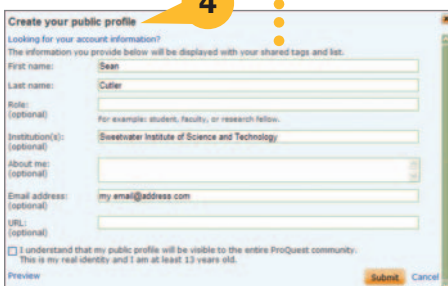 4
Create your public profile
Looking for your account information?
The information you provide below will be displayed with your shared tags and list.
First name: Sean
Last name: Cutler
Role:
(optional)
For example: student, faculty, or research fellow.
Institution(s): Sweetwater Institute of Science and Technology
(optional)
About me:
(optional)
Email address: my email@address.com
(optional)
URL:
(optional)
I understand that my public profile will be visible to the entire ProQuest community.
This is my real identity and I am at least 13 years old.
Preview Submit Cancel